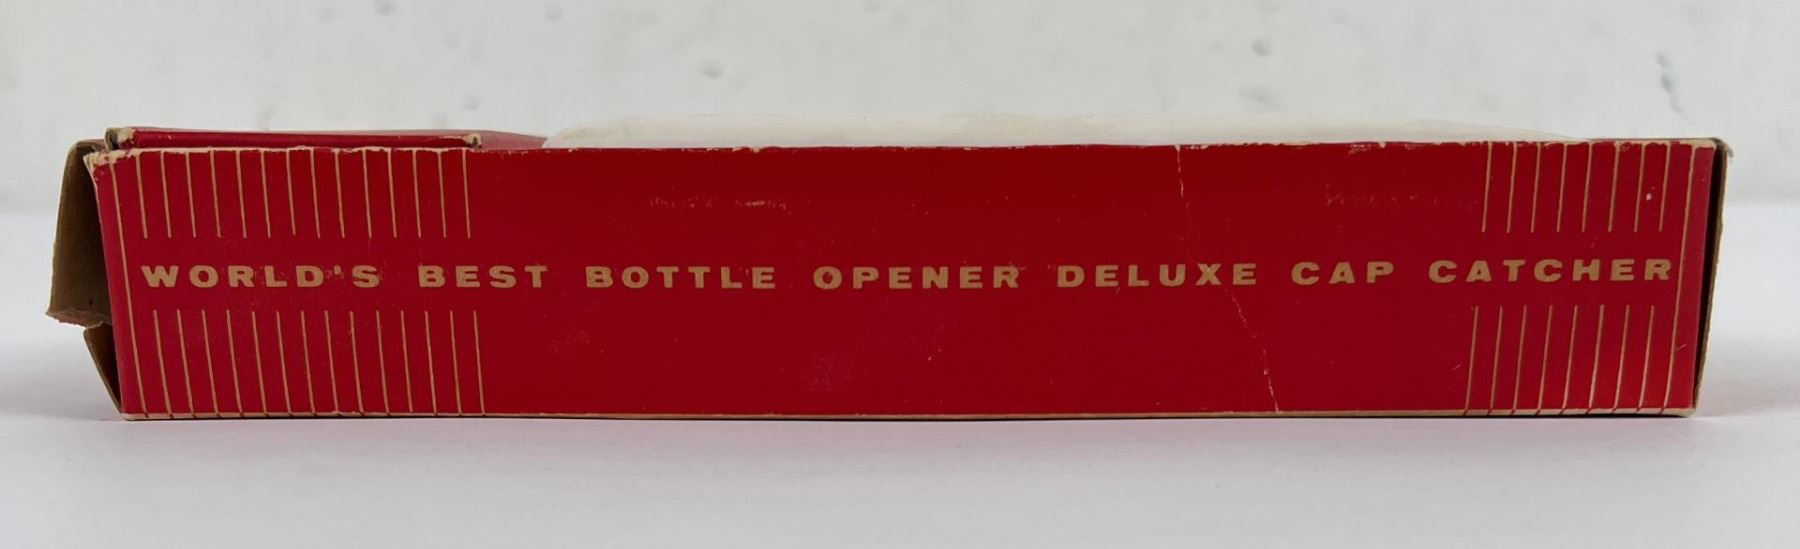 WORLD'S BEST BOTTLE OPENER DELUXE CAP CATCHER